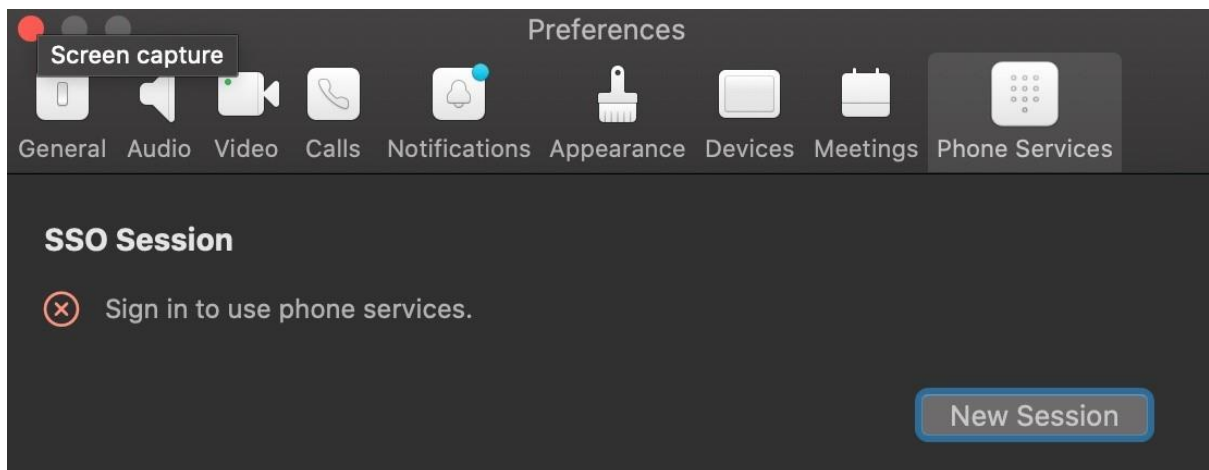 Preferences
Screen capture
General Audio Video Calls Notifications Appearance Devices Meetings Phone Services
SSO Session
Sign in to use phone services.
New Session